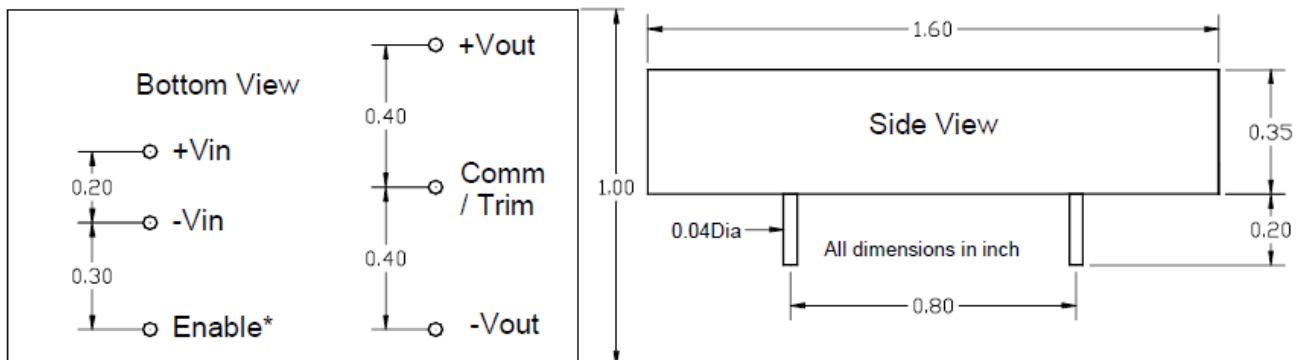 +Vout
Bottom View
0.40
+Vin
0.20
Comm
/ Trim
-Vin
0.30
0.40
Enable*
-Vout
1.00
1.60
Side View
0.35
0.04Dia
All dimensions in inch
0.20
0.80